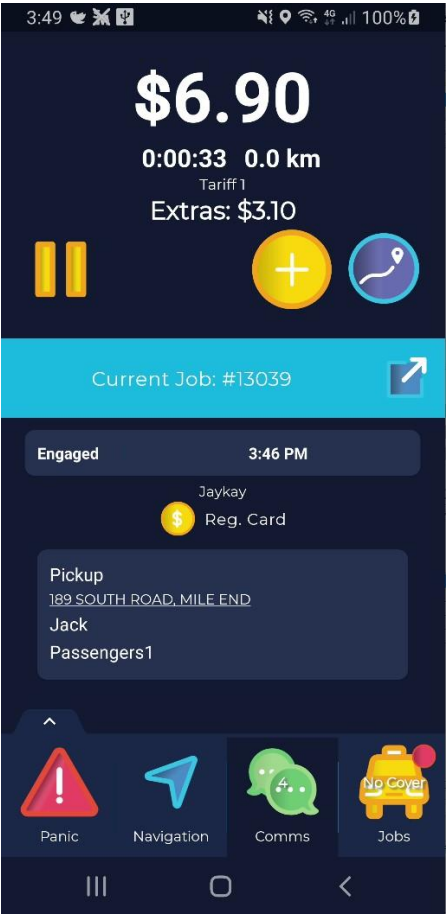 3:49 4G 100%
$6.90
0:00:33 0.0 km
Tariff 1
Extras: $3.10
Current Job: #13039
Engaged 3:46 PM
Jaykay
$ Reg. Card
Pickup
189 SOUTH ROAD, MILE END
Jack
Passengers1
4
No Cover
Panic Navigation Comms Jobs